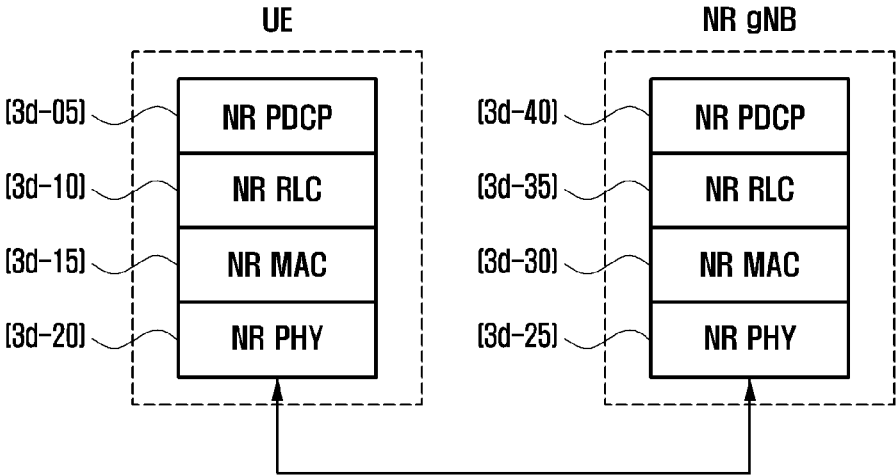 UE
NR gNB
(3d-05)
NR PDCP
(3d-40)
NR PDCP
(3d-10)
NR RLC
(3d-35)
NR RLC
(3d-15)
NR MAC
(3d-30)
NR MAC
(3d-20)
NR PHY
(3d-25)
NR PHY